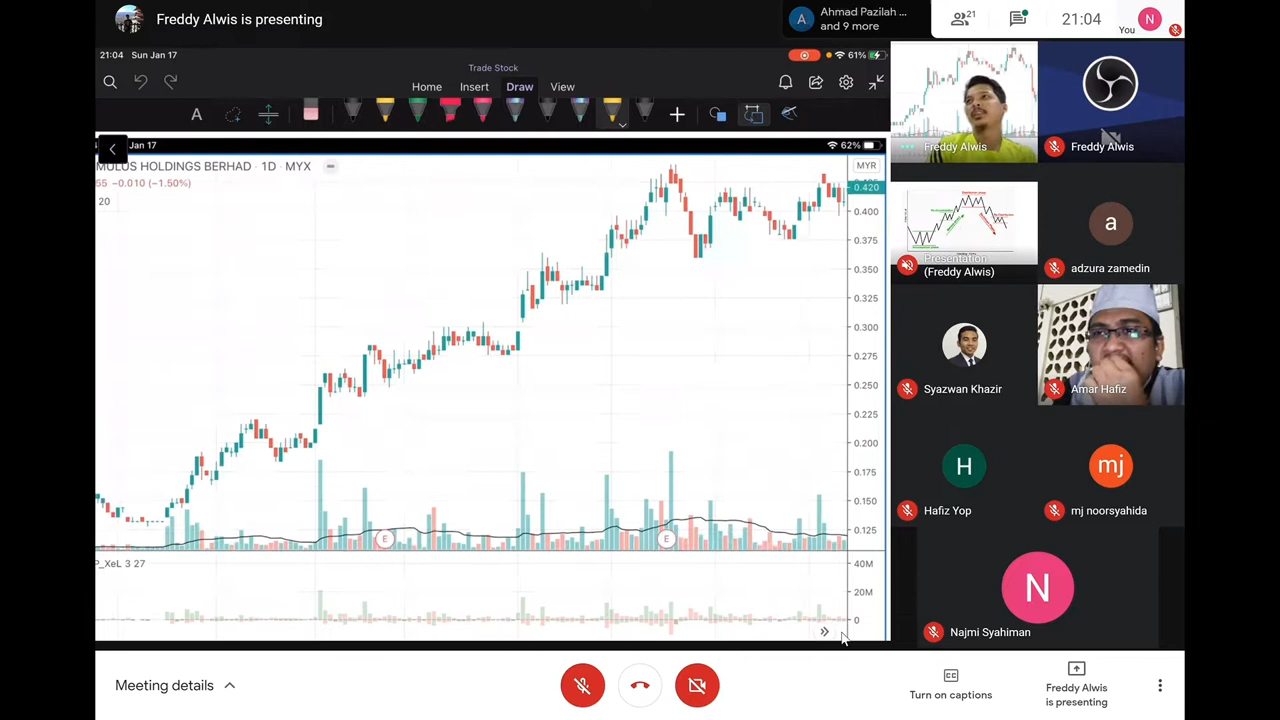 Freddy Alwis is presenting
Ahmad Pazilah ...
and 9 more
21
21:04
You
N
A
21:04 Sun Jan 17
61%
Trade Stock
Home Insert Draw View
A
Jan 17
62%
MULUS HOLDINGS BERHAD · 1D · MYX
55 -0.010 (-1.50%)
20
MYR
0.420
0.400
0.375
0.350
0.325
0.300
0.275
0.250
0.225
0.200
0.175
0.150
0.125
E
E
P_XeL 3 27
40M
20M
0
Freddy Alwis
Freddy Alwis
Presentation
(Freddy Alwis)
a
adzura zamedin
Syazwan Khazir
Amar Hafiz
H
Hafiz Yop
mj
mj noorsyahida
N
Najmi Syahiman
Meeting details
Turn on captions
Freddy Alwis
is presenting